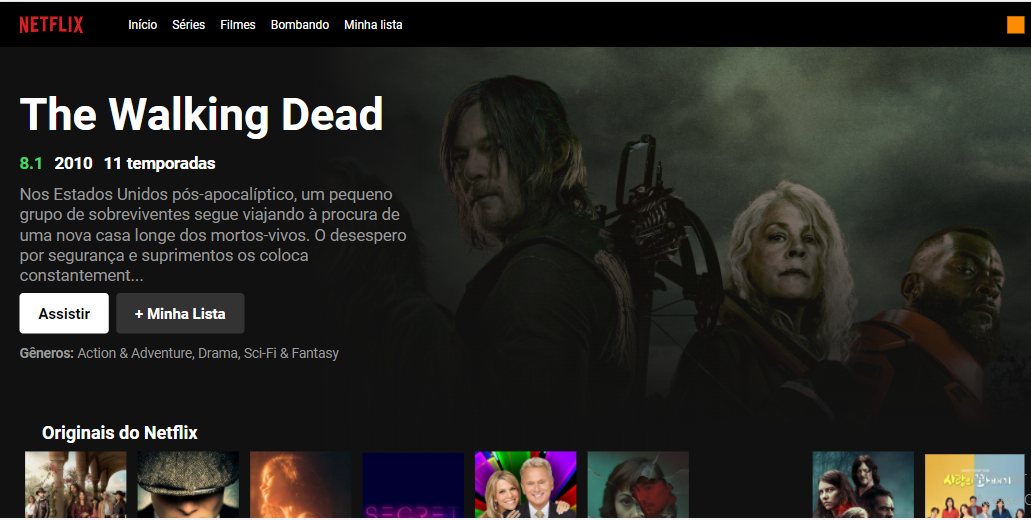 NETFLIX Início Séries Filmes Bombando Minha lista
The Walking Dead
8.1 2010 11 temporadas
Nos Estados Unidos pós-apocalíptico, um pequeno
grupo de sobreviventes segue viajando à procura de
uma nova casa longe dos mortos-vivos. O desespero
por segurança e suprimentos os coloca
constantement...
Assistir + Minha Lista
Gêneros: Action & Adventure, Drama, Sci-Fi & Fantasy
Originais do Netflix
SECRET